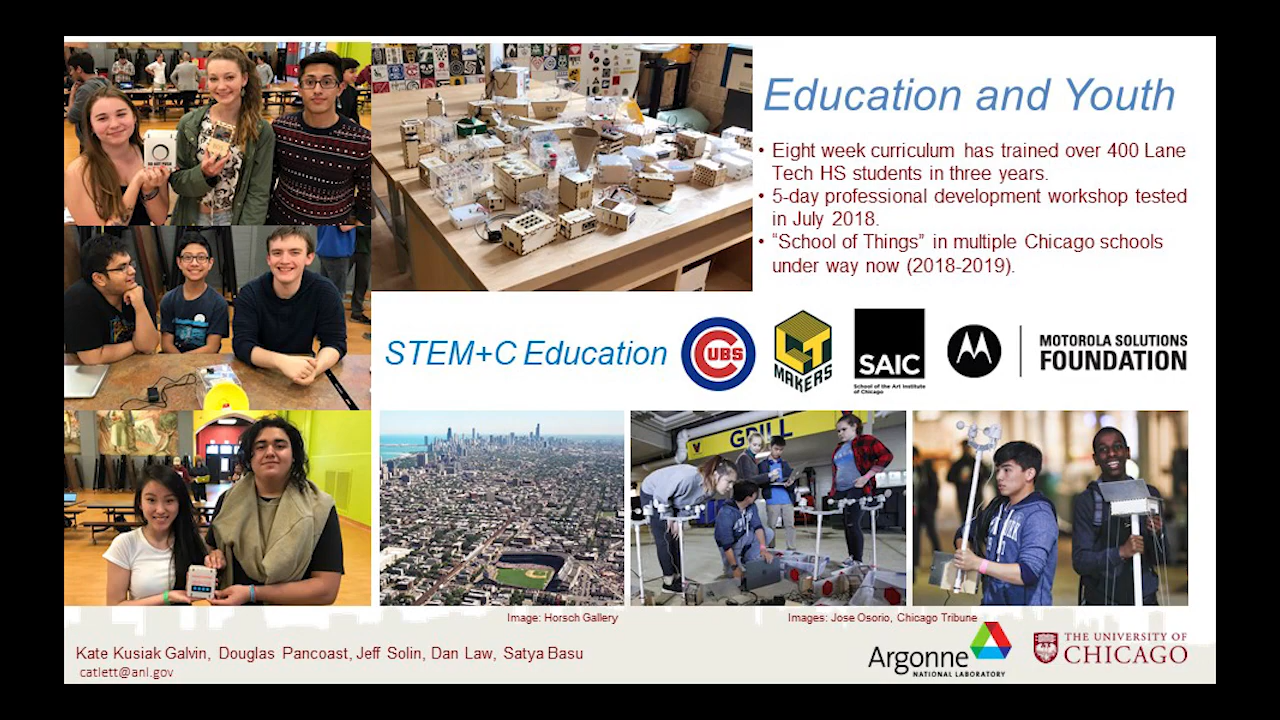 Education and Youth
• Eight week curriculum has trained over 400 Lane
Tech HS students in three years.
• 5-day professional development workshop tested
in July 2018.
• “School of Things” in multiple Chicago schools
under way now (2018-2019).
STEM+C Education
CUBS
LT
MAKERS
SAIC
School of the Art Institute
of Chicago
MOTOROLA SOLUTIONS
FOUNDATION
GRILL
Image: Horsch Gallery
Images: Jose Osorio, Chicago Tribune
Kate Kusiak Galvin, Douglas Pancoast, Jeff Solin, Dan Law, Satya Basu
catlett@anl.gov
Argonne
NATIONAL LABORATORY
THE UNIVERSITY OF
CHICAGO